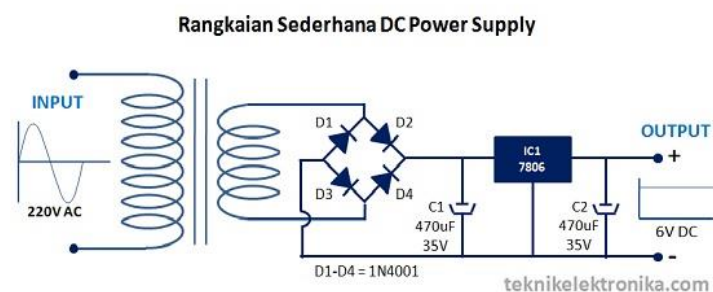 Rangkaian Sederhana DC Power Supply
INPUT
220V AC
D1
D2
D3
D4
D1-D4 = 1N4001
C1
470uF
35V
IC1
7806
C2
470uF
35V
OUTPUT
+
6V DC
-
teknikelektronika.com